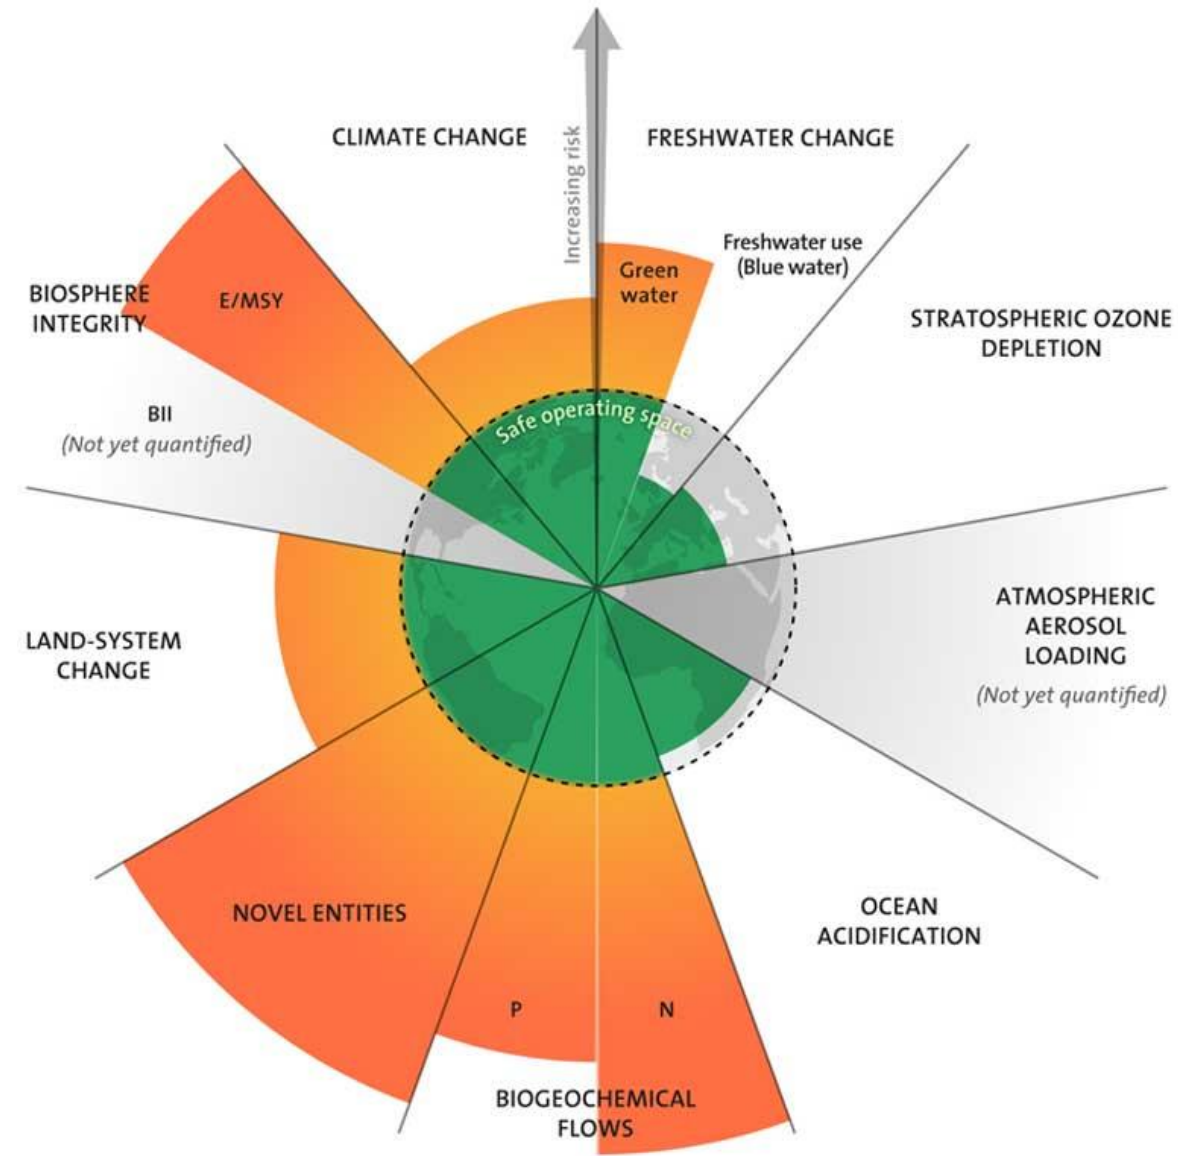 CLIMATE CHANGE
Increasing risk
FRESHWATER CHANGE
Green
water
Freshwater use
(Blue water)
STRATOSPHERIC OZONE
DEPLETION
BIOSPHERE
INTEGRITY
E/MSY
BII
(Not yet quantified)
Safe operating space
ATMOSPHERIC
AEROSOL
LOADING
(Not yet quantified)
LAND-SYSTEM
CHANGE
NOVEL ENTITIES
OCEAN
ACIDIFICATION
P
N
BIOGEOCHEMICAL
FLOWS